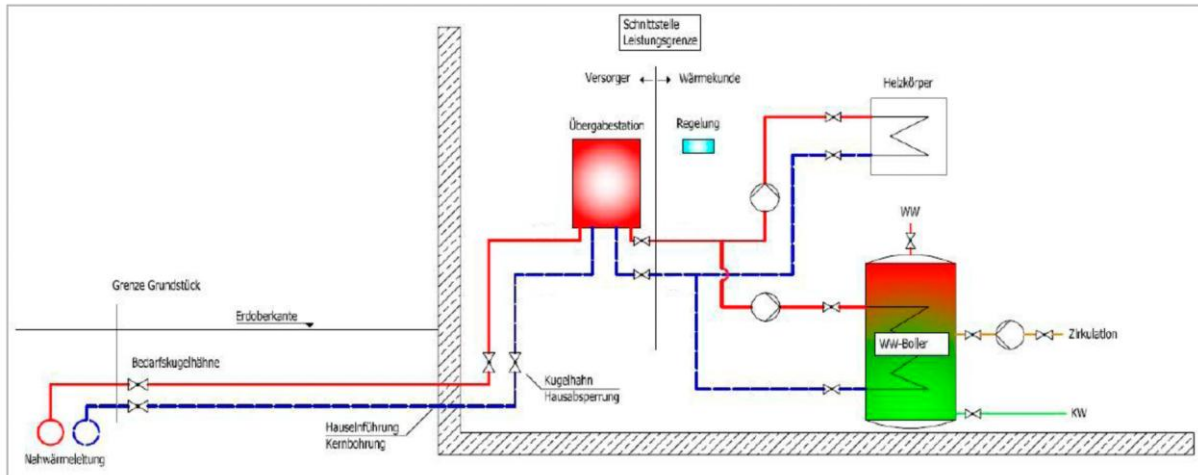 Schnittstelle
Leistungsgrenze
Versorger
Wärmekunde
Heizkörper
Übergabestation
Regelung
WW
Grenze Grundstück
Erdoberkante
Bedarfskugelhähne
WW-Boiler
Zirkulation
Kugelhahn
Hausabsperrung
Hauseinführung
Kernbohrung
KW
Nahwärmeleitung